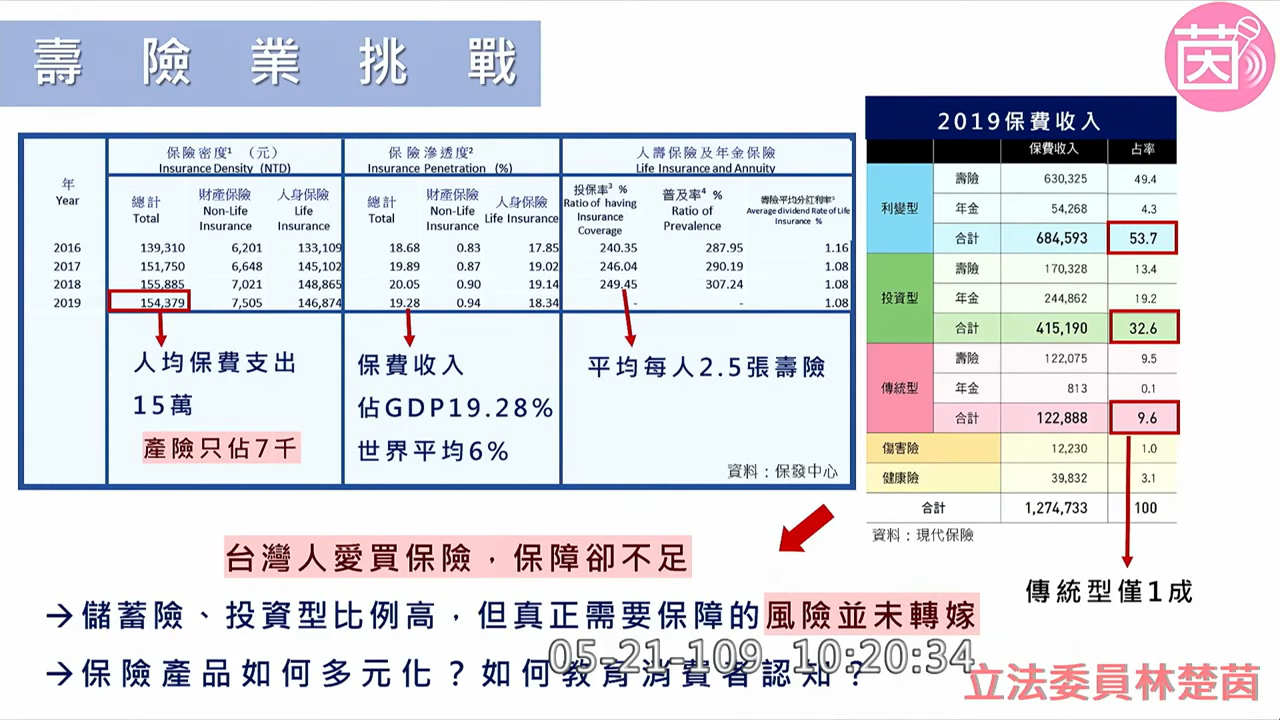 壽險業挑戰
茵
年
Year
保險密度¹ （元）
Insurance Density (NTD)
保險滲透度²
Insurance Penetration (%)
人壽保險及年金保險
Life Insurance and Annuity
總計
Total
財產保險
Non-Life
Insurance
人身保險
Life
Insurance
總計
Total
財產保險
Non-Life
Insurance
人身保險
Life Insurance
投保率³ %
Ratio of having
Insurance
Coverage
普及率⁴ %
Ratio of
Prevalence
壽險平均分紅利率⁵
Average dividend Rate of Life
Insurance %
2016 139,310 6,201 133,109 18.68 0.83 17.85 240.35 287.95 1.16
2017 151,750 6,648 145,102 19.89 0.87 19.02 246.04 290.19 1.08
2018 155,885 7,021 148,865 20.05 0.90 19.14 249.45 307.24 1.08
2019 154,379 7,505 146,874 19.28 0.94 18.34 - - 1.08
人均保費支出
15萬
產險只佔7千
保費收入
佔GDP19.28%
世界平均6%
平均每人2.5張壽險
資料：保發中心
2019保費收入
保費收入 占率
利變型
壽險 630,325 49.4
年金 54,268 4.3
合計 684,593 53.7
投資型
壽險 170,328 13.4
年金 244,862 19.2
合計 415,190 32.6
傳統型
壽險 122,075 9.5
年金 813 0.1
合計 122,888 9.6
傷害險 12,230 1.0
健康險 39,832 3.1
合計 1,274,733 100
資料：現代保險
傳統型僅1成
台灣人愛買保險，保障卻不足
→儲蓄險、投資型比例高，但真正需要保障的風險並未轉嫁
→保險產品如何多元化？如何教育消費者認知？
05-21-109 10:20:34
立法委員林楚茵